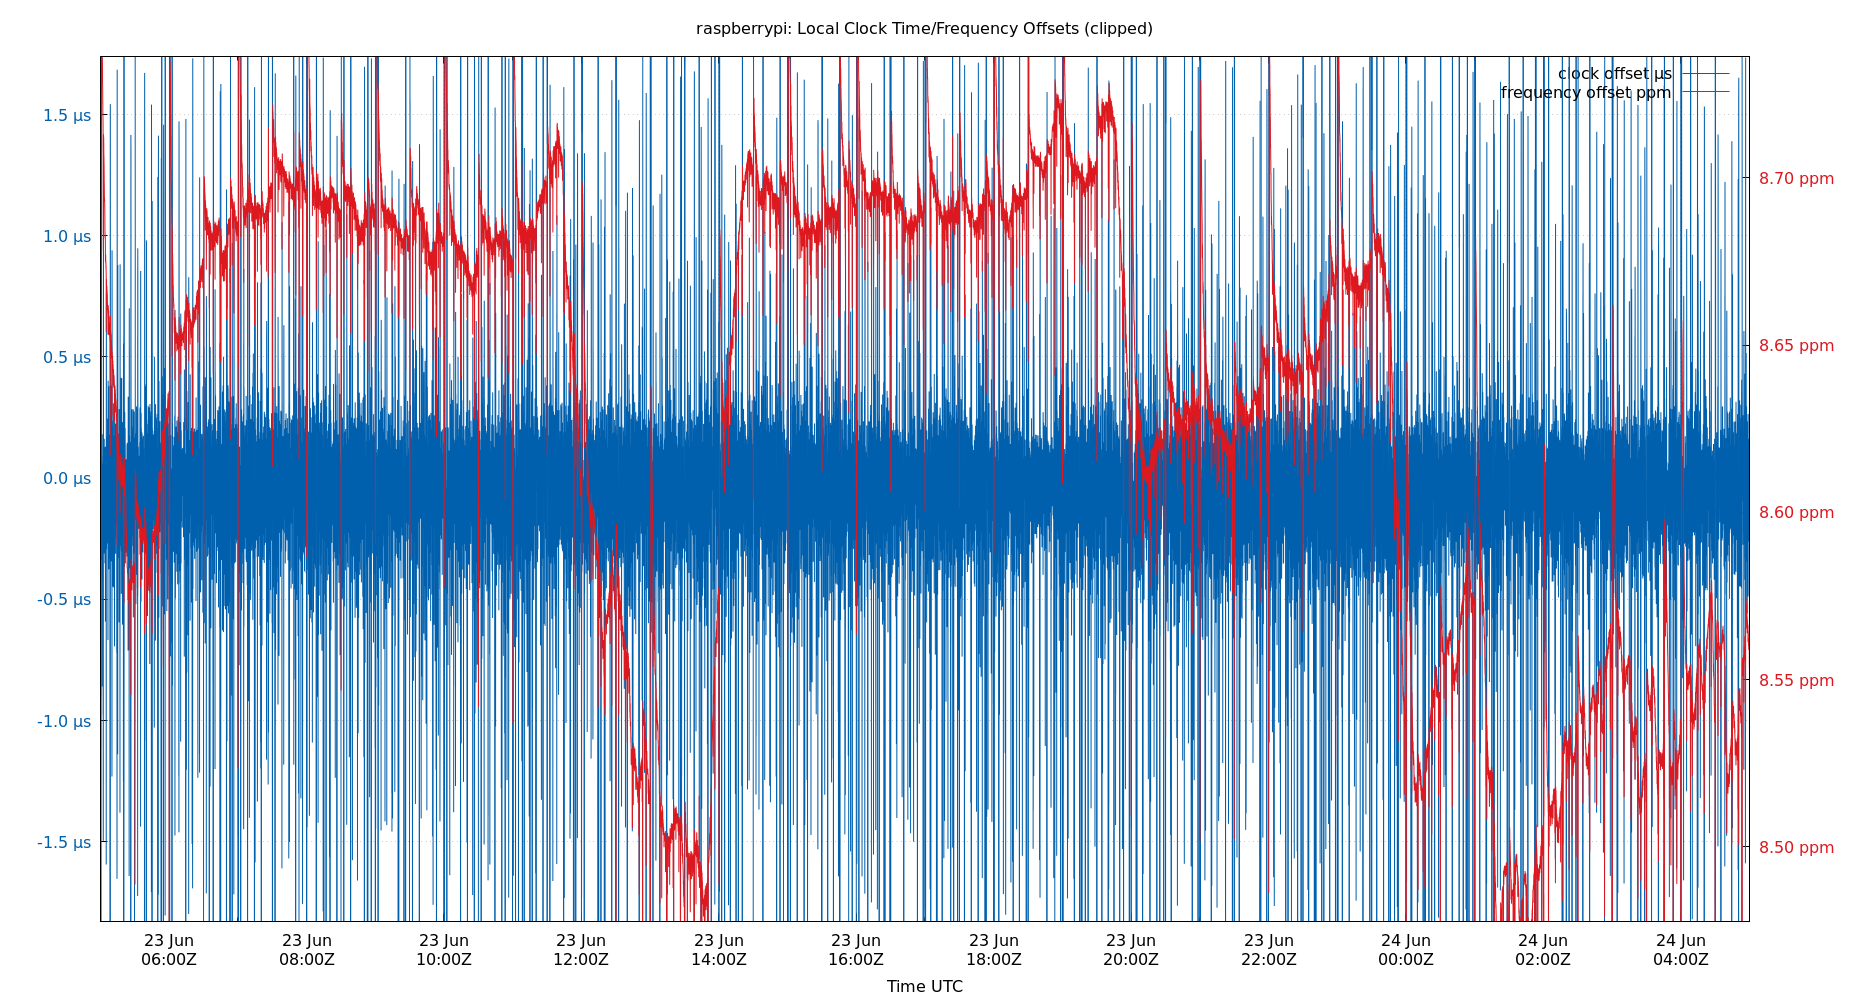 raspberrypi: Local Clock Time/Frequency Offsets (clipped)
clock offset µs
frequency offset ppm
1.5 µs
1.0 µs
0.5 µs
0.0 µs
-0.5 µs
-1.0 µs
-1.5 µs
8.70 ppm
8.65 ppm
8.60 ppm
8.55 ppm
8.50 ppm
23 Jun 23 Jun 23 Jun 23 Jun 23 Jun 23 Jun 23 Jun 23 Jun 23 Jun 24 Jun 24 Jun 24 Jun
06:00Z 08:00Z 10:00Z 12:00Z 14:00Z 16:00Z 18:00Z 20:00Z 22:00Z 00:00Z 02:00Z 04:00Z
Time UTC